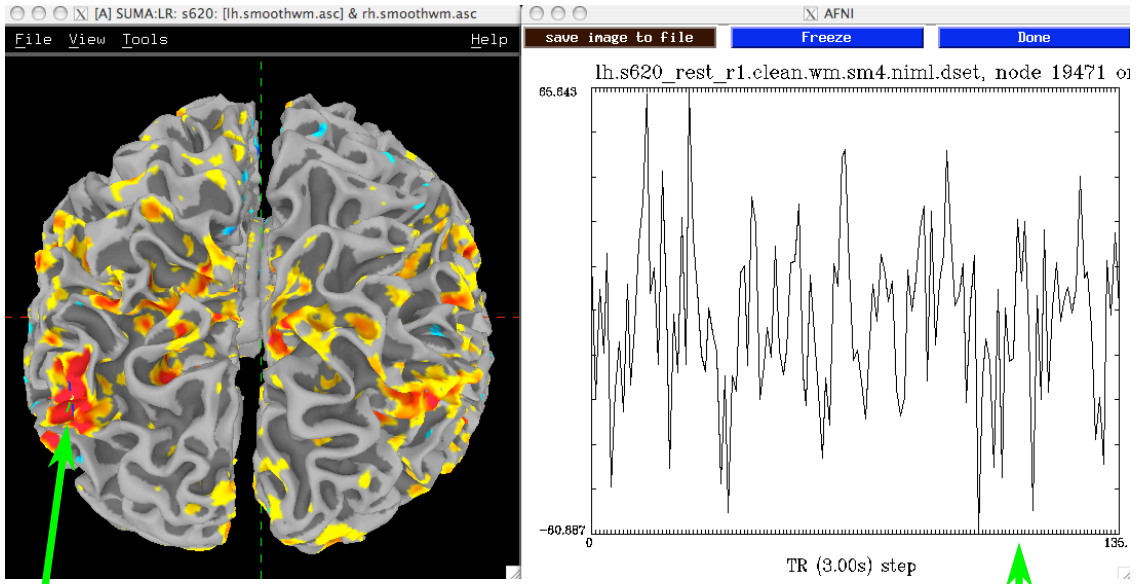 [A] SUMA:LR: s620: [lh.smoothwm.asc] & rh.smoothwm.asc
File View Tools Help
X AFNI
save image to file Freeze Done
lh.s620_rest_r1.clean.wm.sm4.niml.dset, node 19471 or
65.643
-60.887
0 135.
TR (3.00s) step